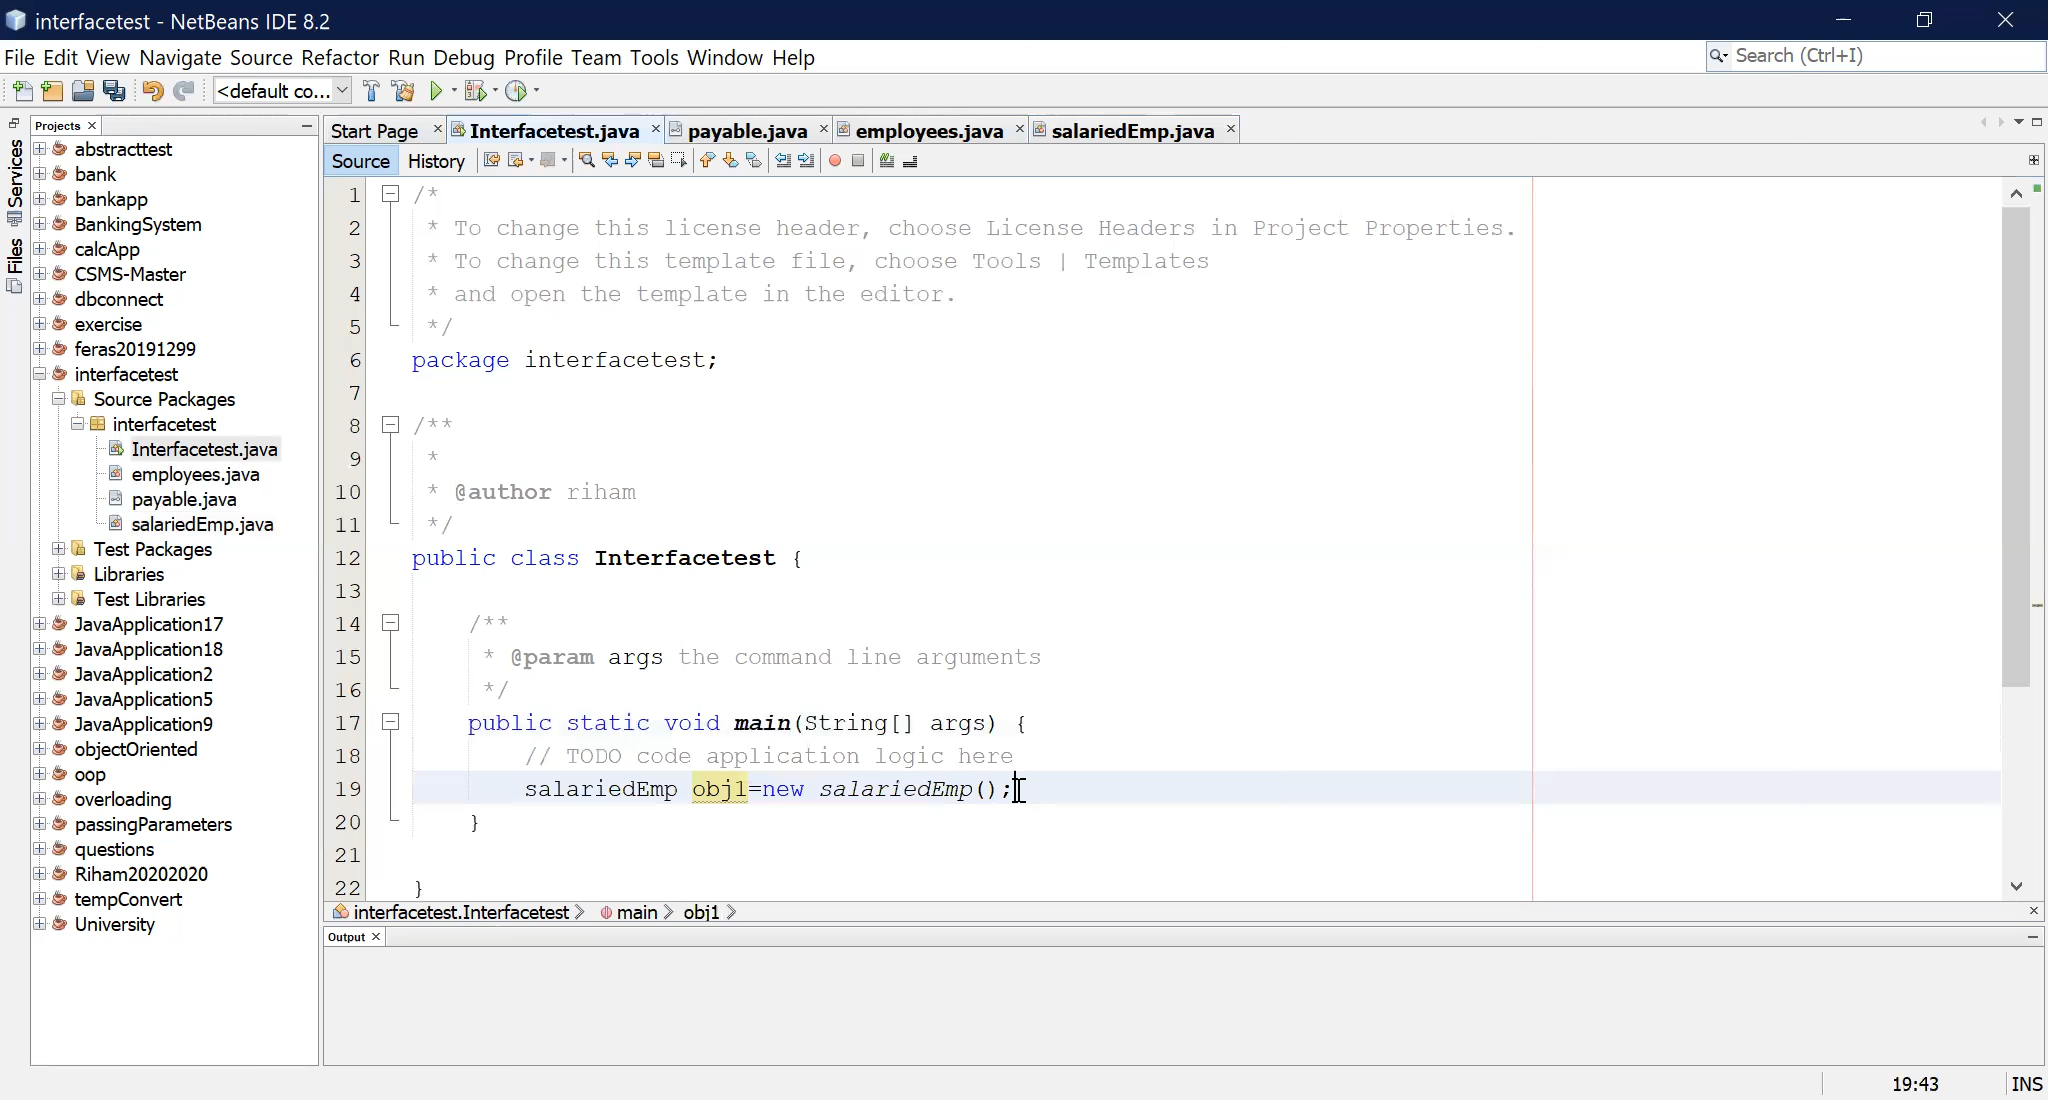 interfacetest - NetBeans IDE 8.2
File Edit View Navigate Source Refactor Run Debug Profile Team Tools Window Help
Search (Ctrl+I)
<default co...
Services
Files
Projects
abstracttest
bank
bankapp
BankingSystem
calcApp
CSMS-Master
dbconnect
exercise
feras20191299
interfacetest
Source Packages
interfacetest
Interfacetest.java
employees.java
payable.java
salariedEmp.java
Test Packages
Libraries
Test Libraries
JavaApplication17
JavaApplication18
JavaApplication2
JavaApplication5
JavaApplication9
objectOriented
oop
overloading
passingParameters
questions
Riham20202020
tempConvert
University
Start Page Interfacetest.java payable.java employees.java salariedEmp.java
Source History
1 /*
2 * To change this license header, choose License Headers in Project Properties.
3 * To change this template file, choose Tools | Templates
4 * and open the template in the editor.
5 */
6 package interfacetest;
7
8 /**
9 *
10 * @author riham
11 */
12 public class Interfacetest {
13
14 /**
15 * @param args the command line arguments
16 */
17 public static void main(String[] args) {
18 // TODO code application logic here
19 salariedEmp obj1=new salariedEmp();
20 }
21
22 }
interfacetest.Interfacetest main obj1
Output
19:43 INS